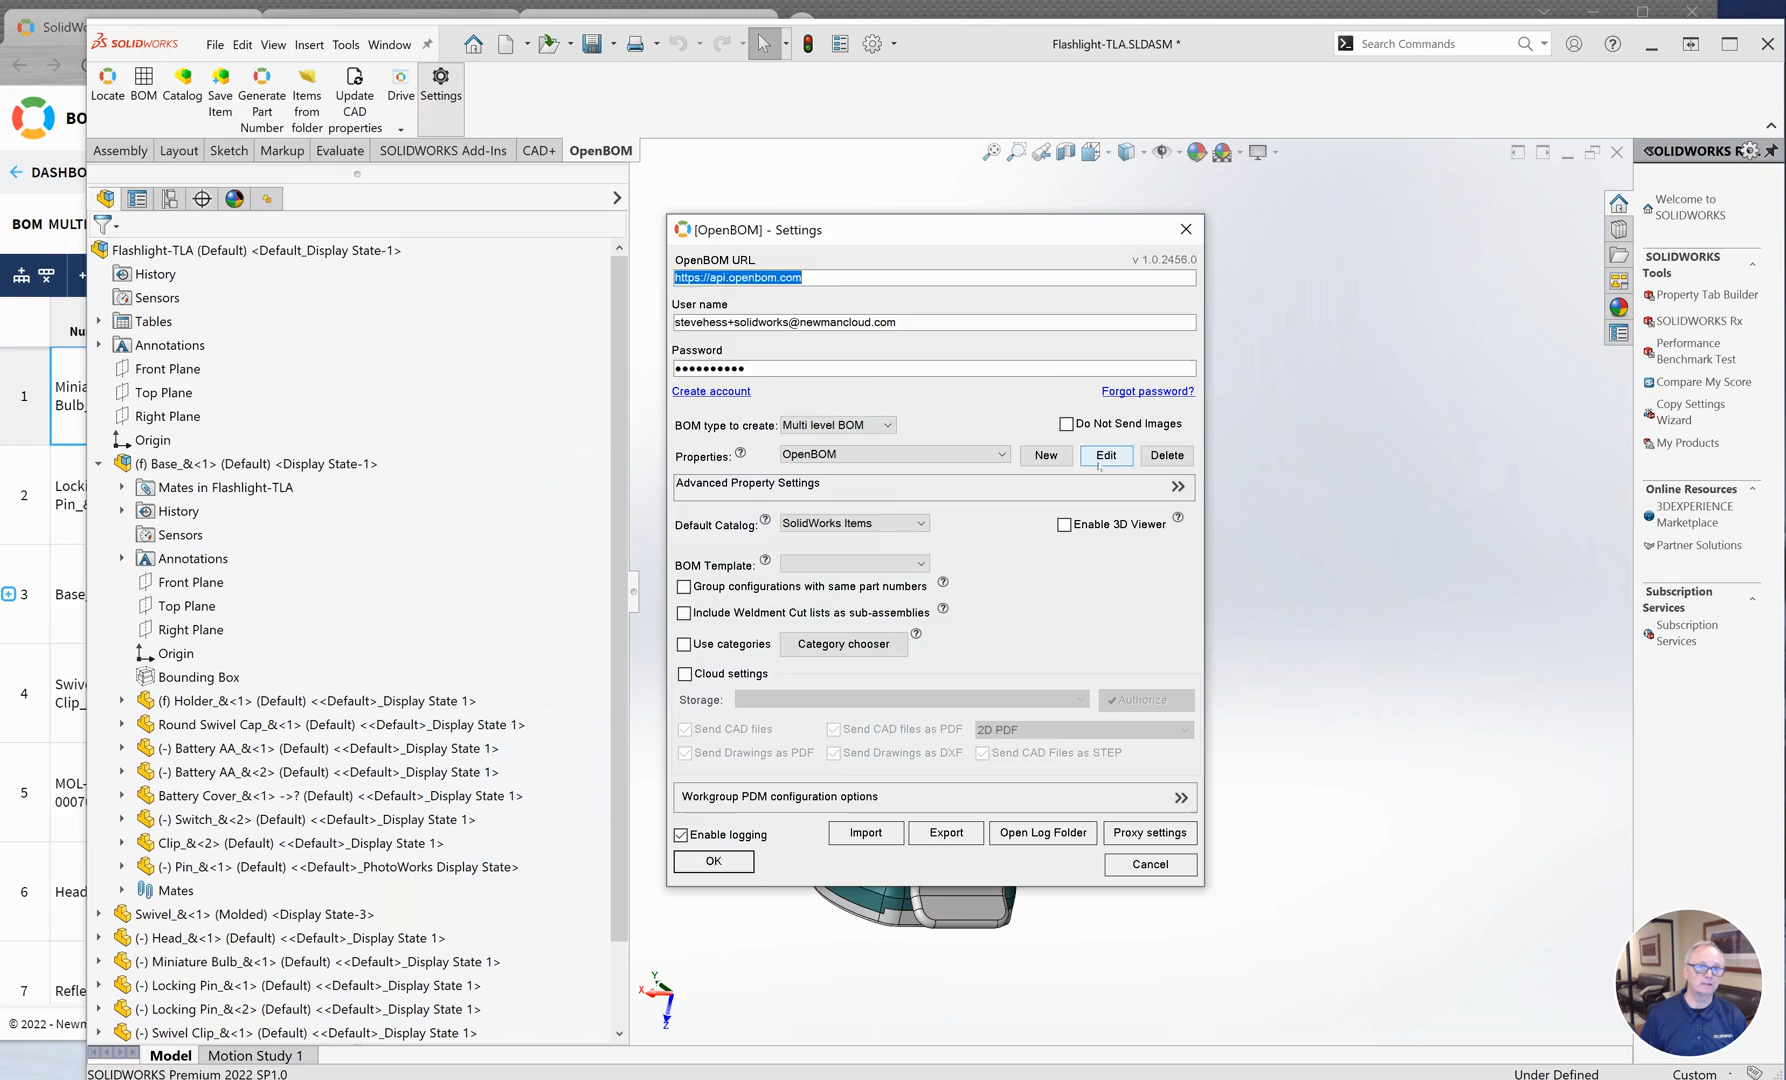 SolidWo
SOLIDWORKS File Edit View Insert Tools Window
Flashlight-TLA.SLDASM *
Search Commands
Locate BOM Catalog Save Item Generate Part Number Items from folder Update CAD properties Drive Settings
Assembly Layout Sketch Markup Evaluate SOLIDWORKS Add-Ins CAD+ OpenBOM
BO
DASHBO
BOM MULTI
Nu
1
Minia
Bulb_
2
Locki
Pin_&
3
Base_
4
Swive
Clip_&
5
MOL-
00070
6
Head
7
Refle
© 2022 - Newm
Flashlight-TLA (Default) <Default_Display State-1>
History
Sensors
Tables
Annotations
Front Plane
Top Plane
Right Plane
Origin
(f) Base_&<1> (Default) <Display State-1>
Mates in Flashlight-TLA
History
Sensors
Annotations
Front Plane
Top Plane
Right Plane
Origin
Bounding Box
(f) Holder_&<1> (Default) <<Default>_Display State 1>
Round Swivel Cap_&<1> (Default) <<Default>_Display State 1>
(-) Battery AA_&<1> (Default) <<Default>_Display State 1>
(-) Battery AA_&<2> (Default) <<Default>_Display State 1>
Battery Cover_&<1> ->? (Default) <<Default>_Display State 1>
(-) Switch_&<2> (Default) <<Default>_Display State 1>
Clip_&<2> (Default) <<Default>_Display State 1>
(-) Pin_&<1> (Default) <<Default>_PhotoWorks Display State>
Mates
Swivel_&<1> (Molded) <Display State-3>
(-) Head_&<1> (Default) <<Default>_Display State 1>
(-) Miniature Bulb_&<1> (Default) <<Default>_Display State 1>
(-) Locking Pin_&<1> (Default) <<Default>_Display State 1>
(-) Locking Pin_&<2> (Default) <<Default>_Display State 1>
(-) Swivel Clip_&<1> (Default) <<Default>_Display State 1>
Model Motion Study 1
SOLIDWORKS Premium 2022 SP1.0
[OpenBOM] - Settings
OpenBOM URL v 1.0.2456.0
https://api.openbom.com
User name
stevehess+solidworks@newmancloud.com
Password
●●●●●●●●●●
Create account Forgot password?
BOM type to create: Multi level BOM Do Not Send Images
Properties: OpenBOM New Edit Delete
Advanced Property Settings
Default Catalog: SolidWorks Items Enable 3D Viewer
BOM Template:
Group configurations with same part numbers
Include Weldment Cut lists as sub-assemblies
Use categories Category chooser
Cloud settings
Storage: Authorize
Send CAD files Send CAD files as PDF 2D PDF
Send Drawings as PDF Send Drawings as DXF Send CAD Files as STEP
Workgroup PDM configuration options
Enable logging Import Export Open Log Folder Proxy settings
OK Cancel
Y
X
Z
SOLIDWORKS R
Welcome to
SOLIDWORKS
SOLIDWORKS
Tools
Property Tab Builder
SOLIDWORKS Rx
Performance
Benchmark Test
Compare My Score
Copy Settings
Wizard
My Products
Online Resources
3DEXPERIENCE
Marketplace
Partner Solutions
Subscription
Services
Subscription
Services
Under Defined Custom